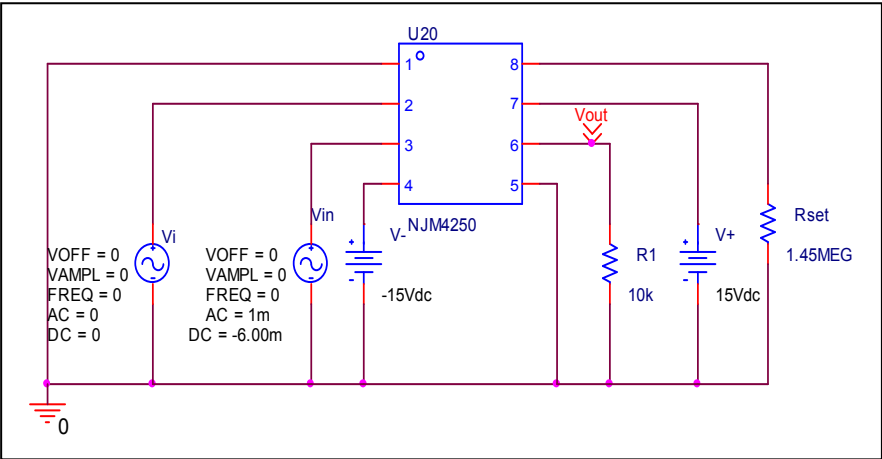 U20
1
8
2
7
Vout
3
6
4
5
NJM4250
Vi
VOFF = 0
VAMPL = 0
FREQ = 0
AC = 0
DC = 0
Vin
VOFF = 0
VAMPL = 0
FREQ = 0
AC = 1m
DC = -6.00m
V-
-15Vdc
R1
10k
V+
15Vdc
Rset
1.45MEG
0